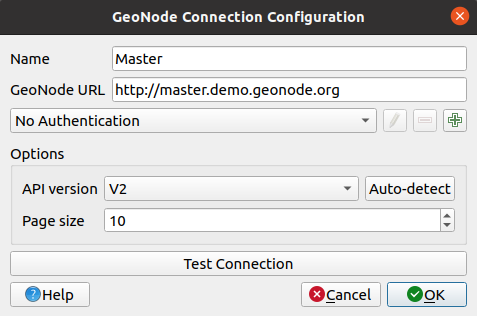 GeoNode Connection Configuration
Name Master
GeoNode URL http://master.demo.geonode.org
No Authentication
Options
API version V2 Auto-detect
Page size 10
Test Connection
Help Cancel OK